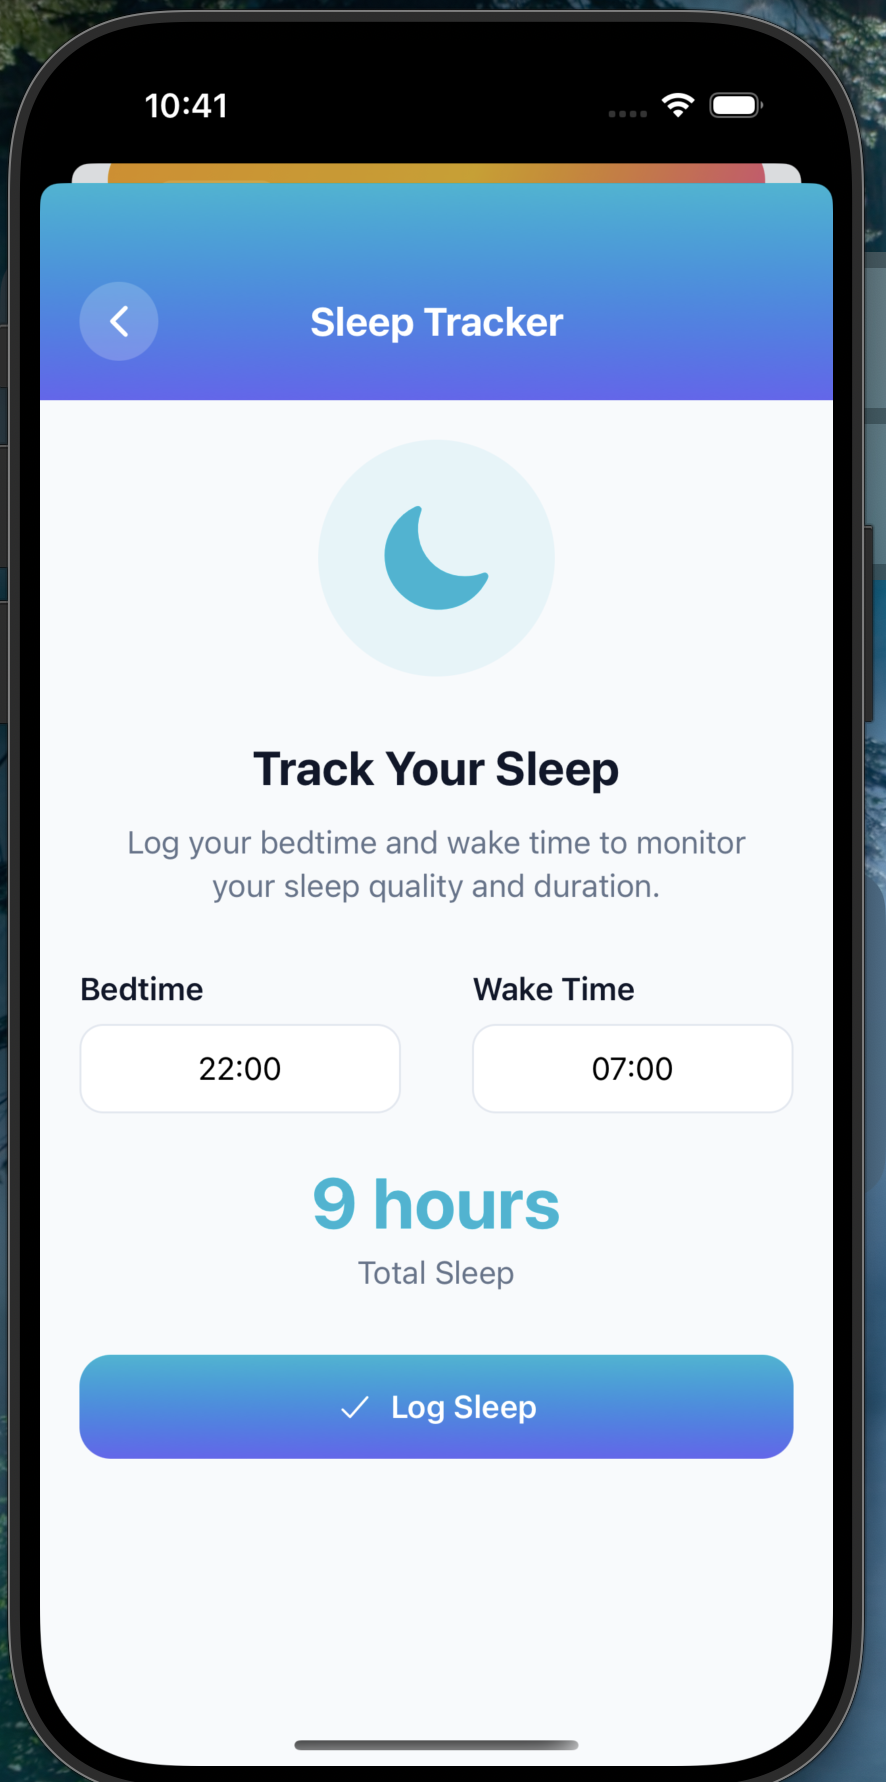 10:41
Sleep Tracker
Track Your Sleep
Log your bedtime and wake time to monitor
your sleep quality and duration.
Bedtime
Wake Time
22:00
07:00
9 hours
Total Sleep
Log Sleep